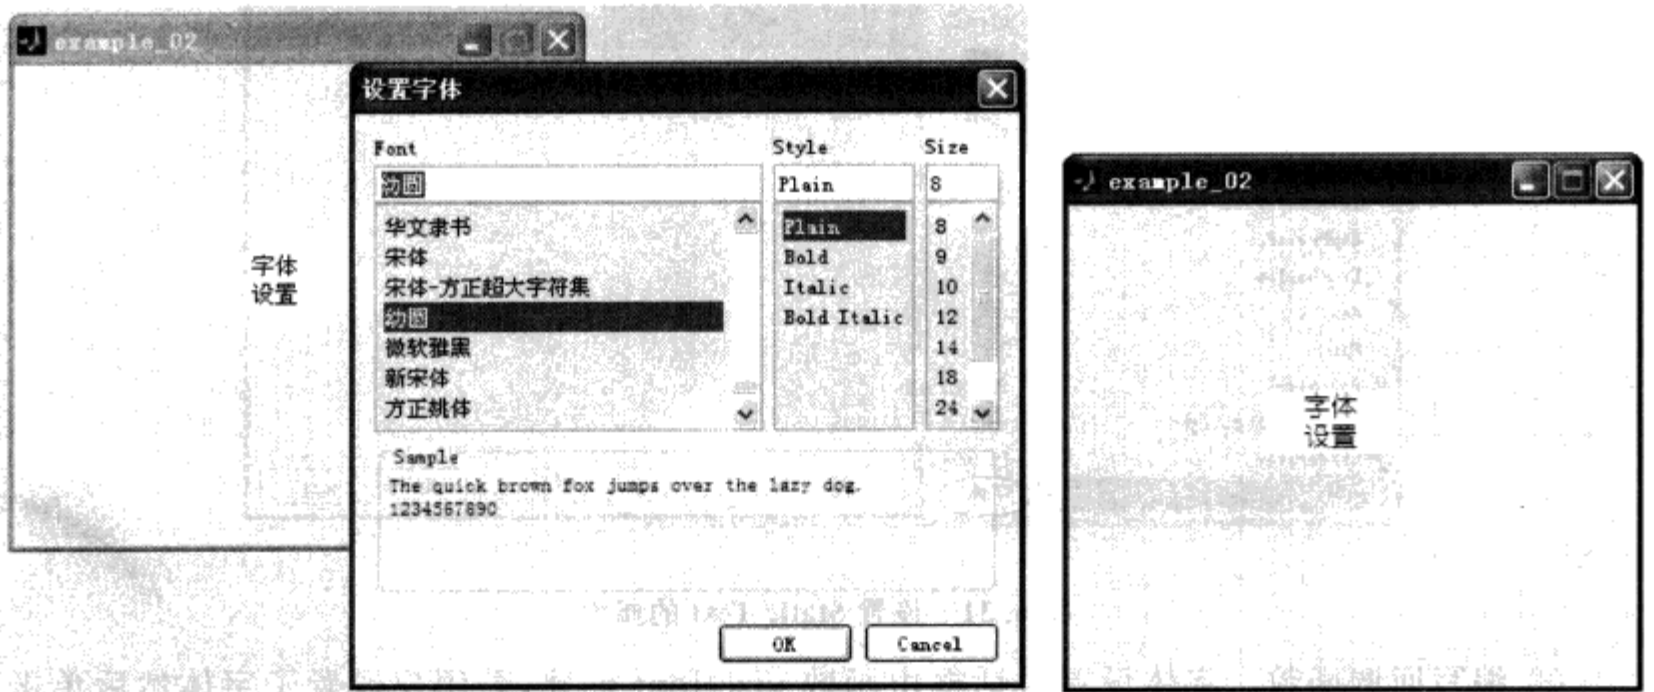 example_02
字体
设置
设置字体
Font
Style
Size
幼圆
Plain
8
华文隶书
宋体
宋体-方正超大字符集
幼圆
微软雅黑
新宋体
方正姚体
Plain
Bold
Italic
Bold Italic
8
9
10
12
14
18
24
Sample
The quick brown fox jumps over the lazy dog.
1234567890
OK
Cancel
example_02
字体
设置